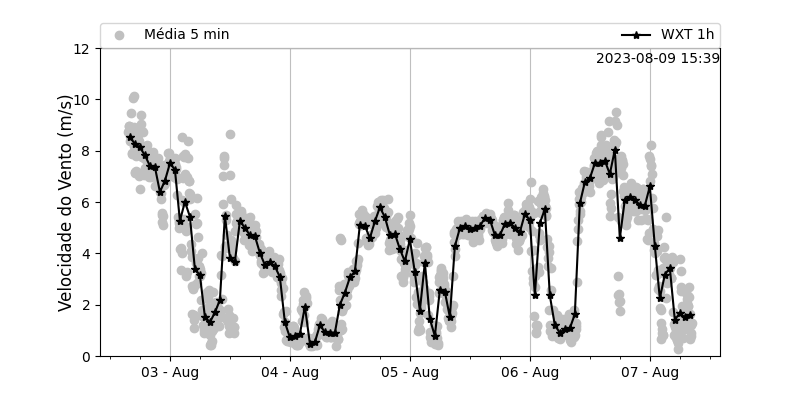 Média 5 min
WXT 1h
2023-08-09 15:39
Velocidade do Vento (m/s)
12
10
8
6
4
2
0
03 - Aug
04 - Aug
05 - Aug
06 - Aug
07 - Aug